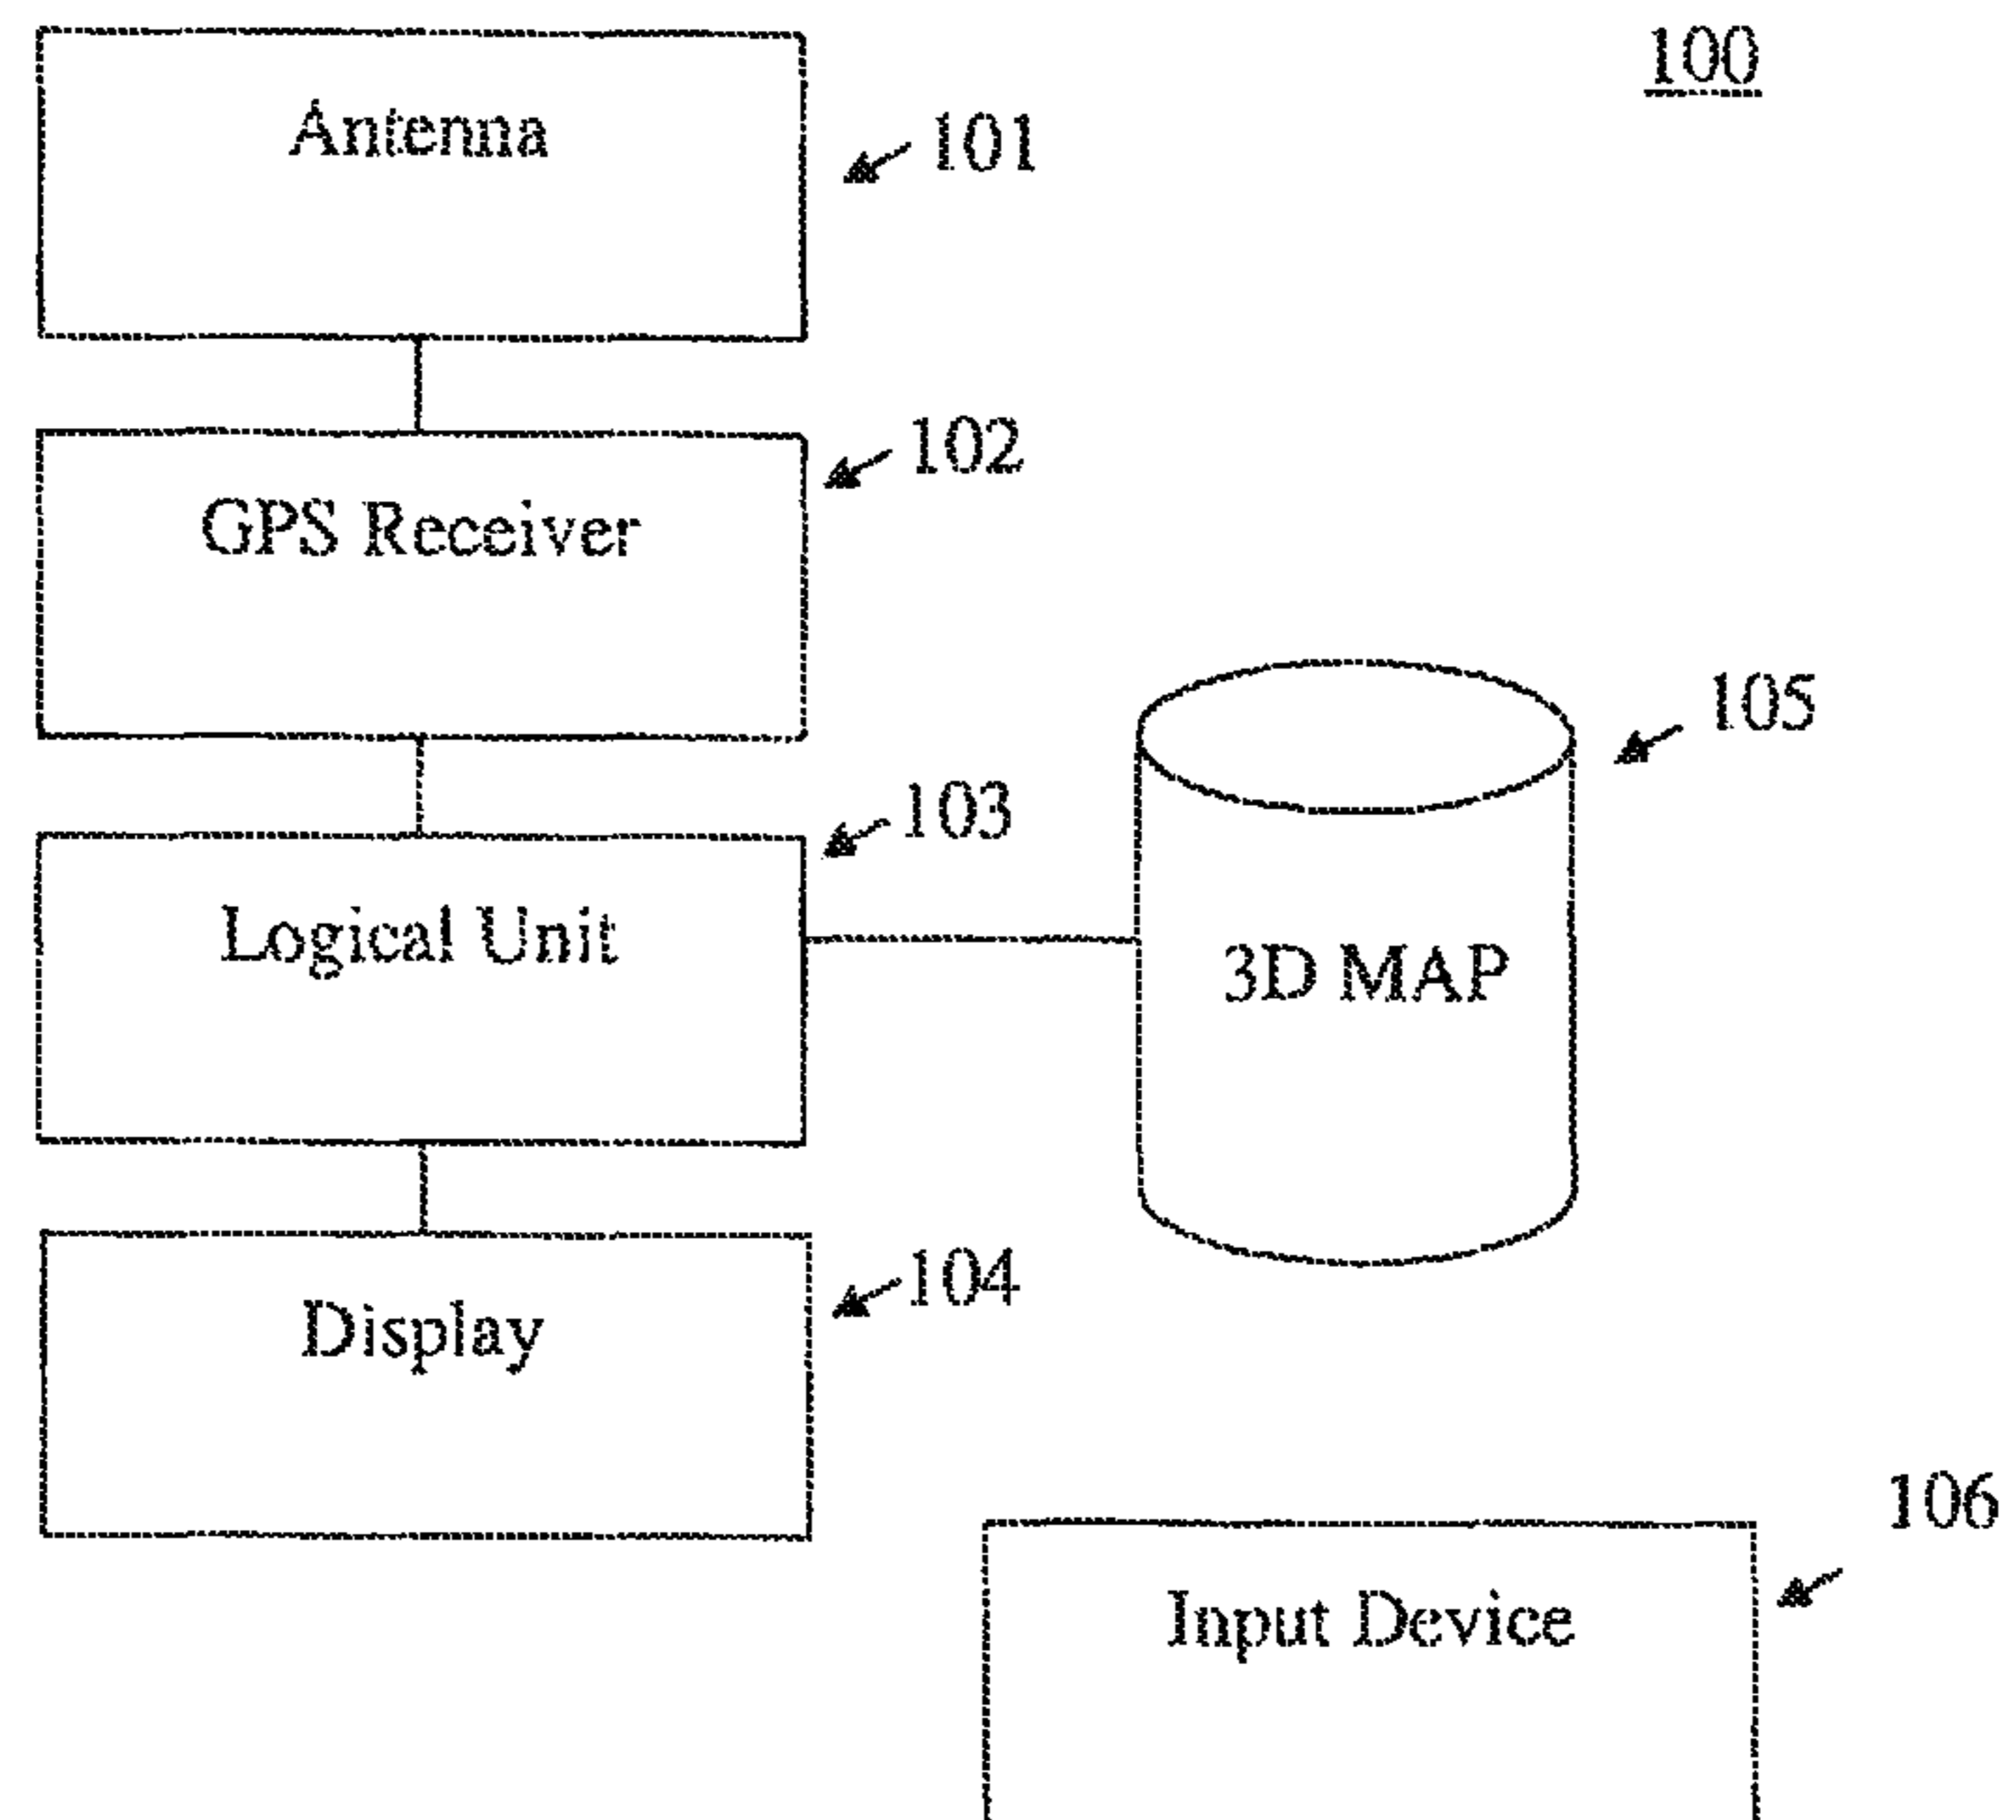 100
Antenna
101
102
GPS Receiver
105
103
Logical Unit
3D MAP
104
Display
106
Input Device